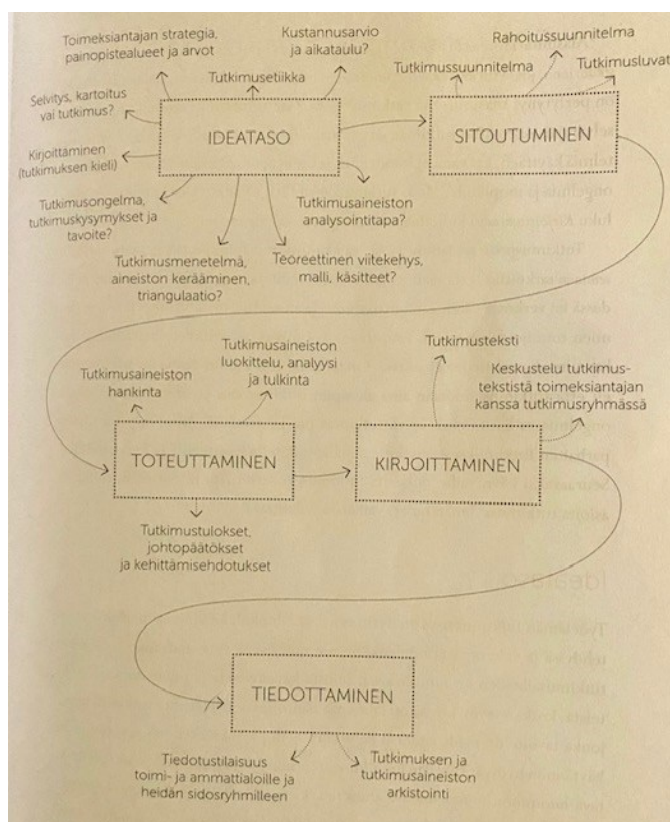 Toimeksiantajan strategia,
painopistealueet ja arvot
Kustannusarvio
ja aikataulu?
Tutkimusetiikka
Selvitys, kartoitus
vai tutkimus?
IDEATASO
Kirjoittaminen
(tutkimuksen kieli)
Tutkimusongelma,
tutkimuskysymykset ja
tavoite?
Tutkimusmenetelmä,
aineiston kerääminen,
triangulaatio?
Teoreettinen viitekehys,
malli, käsitteet?
Tutkimusaineiston
analysointitapa?
Rahoitussuunnitelma
Tutkimussuunnitelma
Tutkimusluvat
SITOUTUMINEN
Tutkimusaineiston
hankinta
Tutkimusaineiston
luokittelu, analyysi
ja tulkinta
TOTEUTTAMINEN
Tutkimustulokset,
johtopäätökset
ja kehittämisehdotukset
Tutkimusteksti
Keskustelu tutkimus-
tekstistä toimeksiantajan
kanssa tutkimusryhmässä
KIRJOITTAMINEN
TIEDOTTAMINEN
Tiedotustilaisuus
toimi- ja ammattialoille ja
heidän sidosryhmilleen
Tutkimuksen ja
tutkimusaineiston
arkistointi